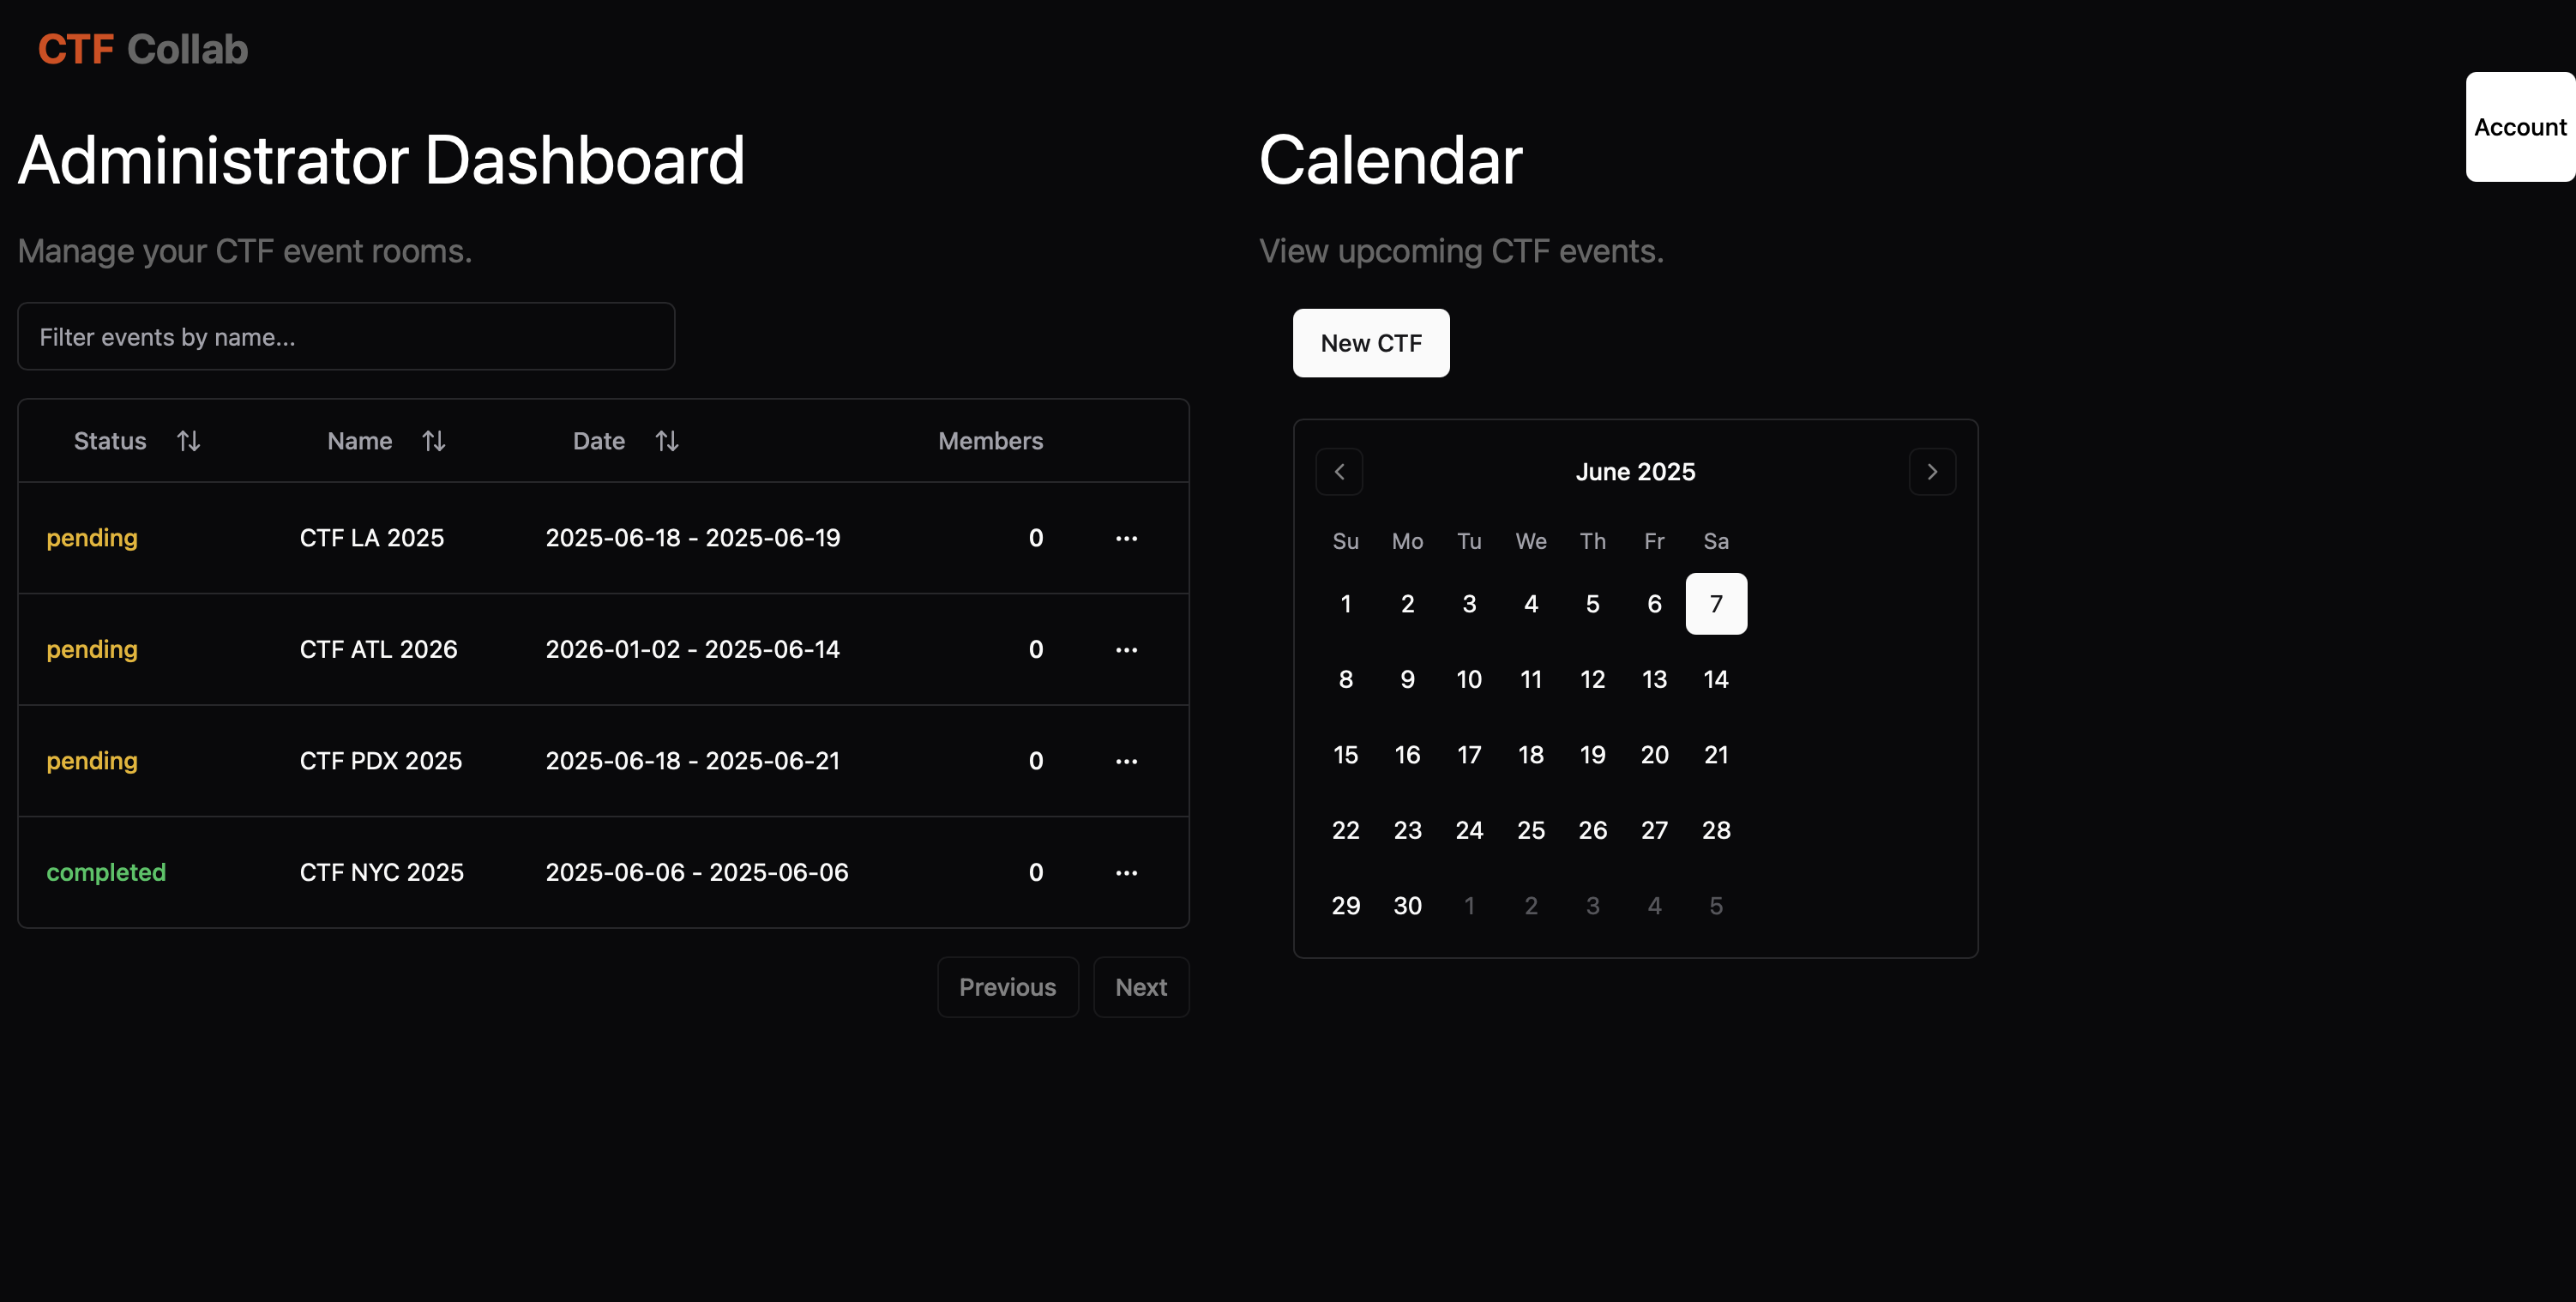 CTF Collab
Account
Administrator Dashboard
Manage your CTF event rooms.
Filter events by name...
Status Name Date Members
pending CTF LA 2025 2025-06-18 - 2025-06-19 0 ...
pending CTF ATL 2026 2026-01-02 - 2025-06-14 0 ...
pending CTF PDX 2025 2025-06-18 - 2025-06-21 0 ...
completed CTF NYC 2025 2025-06-06 - 2025-06-06 0 ...
Previous Next
Calendar
View upcoming CTF events.
New CTF
June 2025
Su Mo Tu We Th Fr Sa
1 2 3 4 5 6 7
8 9 10 11 12 13 14
15 16 17 18 19 20 21
22 23 24 25 26 27 28
29 30 1 2 3 4 5